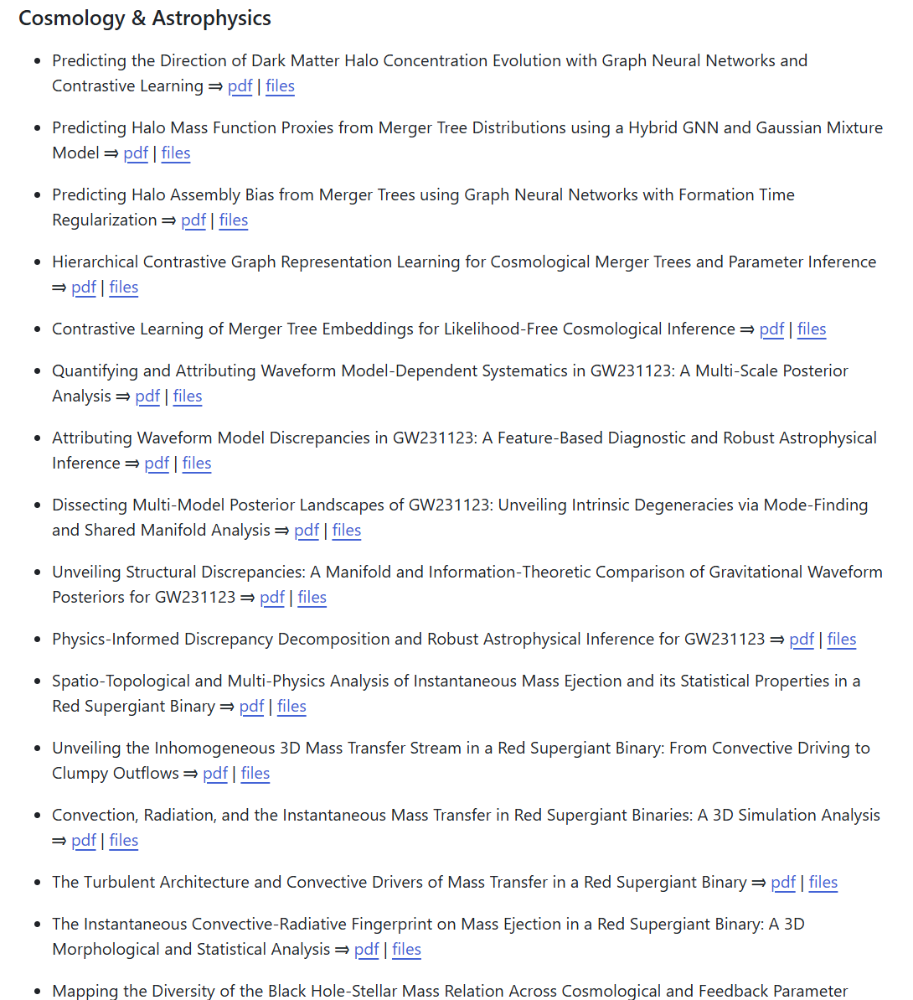 Cosmology & Astrophysics
• Predicting the Direction of Dark Matter Halo Concentration Evolution with Graph Neural Networks and
Contrastive Learning ⇒ pdf | files
• Predicting Halo Mass Function Proxies from Merger Tree Distributions using a Hybrid GNN and Gaussian Mixture
Model ⇒ pdf | files
• Predicting Halo Assembly Bias from Merger Trees using Graph Neural Networks with Formation Time
Regularization ⇒ pdf | files
• Hierarchical Contrastive Graph Representation Learning for Cosmological Merger Trees and Parameter Inference
⇒ pdf | files
• Contrastive Learning of Merger Tree Embeddings for Likelihood-Free Cosmological Inference ⇒ pdf | files
• Quantifying and Attributing Waveform Model-Dependent Systematics in GW231123: A Multi-Scale Posterior
Analysis ⇒ pdf | files
• Attributing Waveform Model Discrepancies in GW231123: A Feature-Based Diagnostic and Robust Astrophysical
Inference ⇒ pdf | files
• Dissecting Multi-Model Posterior Landscapes of GW231123: Unveiling Intrinsic Degeneracies via Mode-Finding
and Shared Manifold Analysis ⇒ pdf | files
• Unveiling Structural Discrepancies: A Manifold and Information-Theoretic Comparison of Gravitational Waveform
Posteriors for GW231123 ⇒ pdf | files
• Physics-Informed Discrepancy Decomposition and Robust Astrophysical Inference for GW231123 ⇒ pdf | files
• Spatio-Topological and Multi-Physics Analysis of Instantaneous Mass Ejection and its Statistical Properties in a
Red Supergiant Binary ⇒ pdf | files
• Unveiling the Inhomogeneous 3D Mass Transfer Stream in a Red Supergiant Binary: From Convective Driving to
Clumpy Outflows ⇒ pdf | files
• Convection, Radiation, and the Instantaneous Mass Transfer in Red Supergiant Binaries: A 3D Simulation Analysis
⇒ pdf | files
• The Turbulent Architecture and Convective Drivers of Mass Transfer in a Red Supergiant Binary ⇒ pdf | files
• The Instantaneous Convective-Radiative Fingerprint on Mass Ejection in a Red Supergiant Binary: A 3D
Morphological and Statistical Analysis ⇒ pdf | files
• Mapping the Diversity of the Black Hole-Stellar Mass Relation Across Cosmological and Feedback Parameter